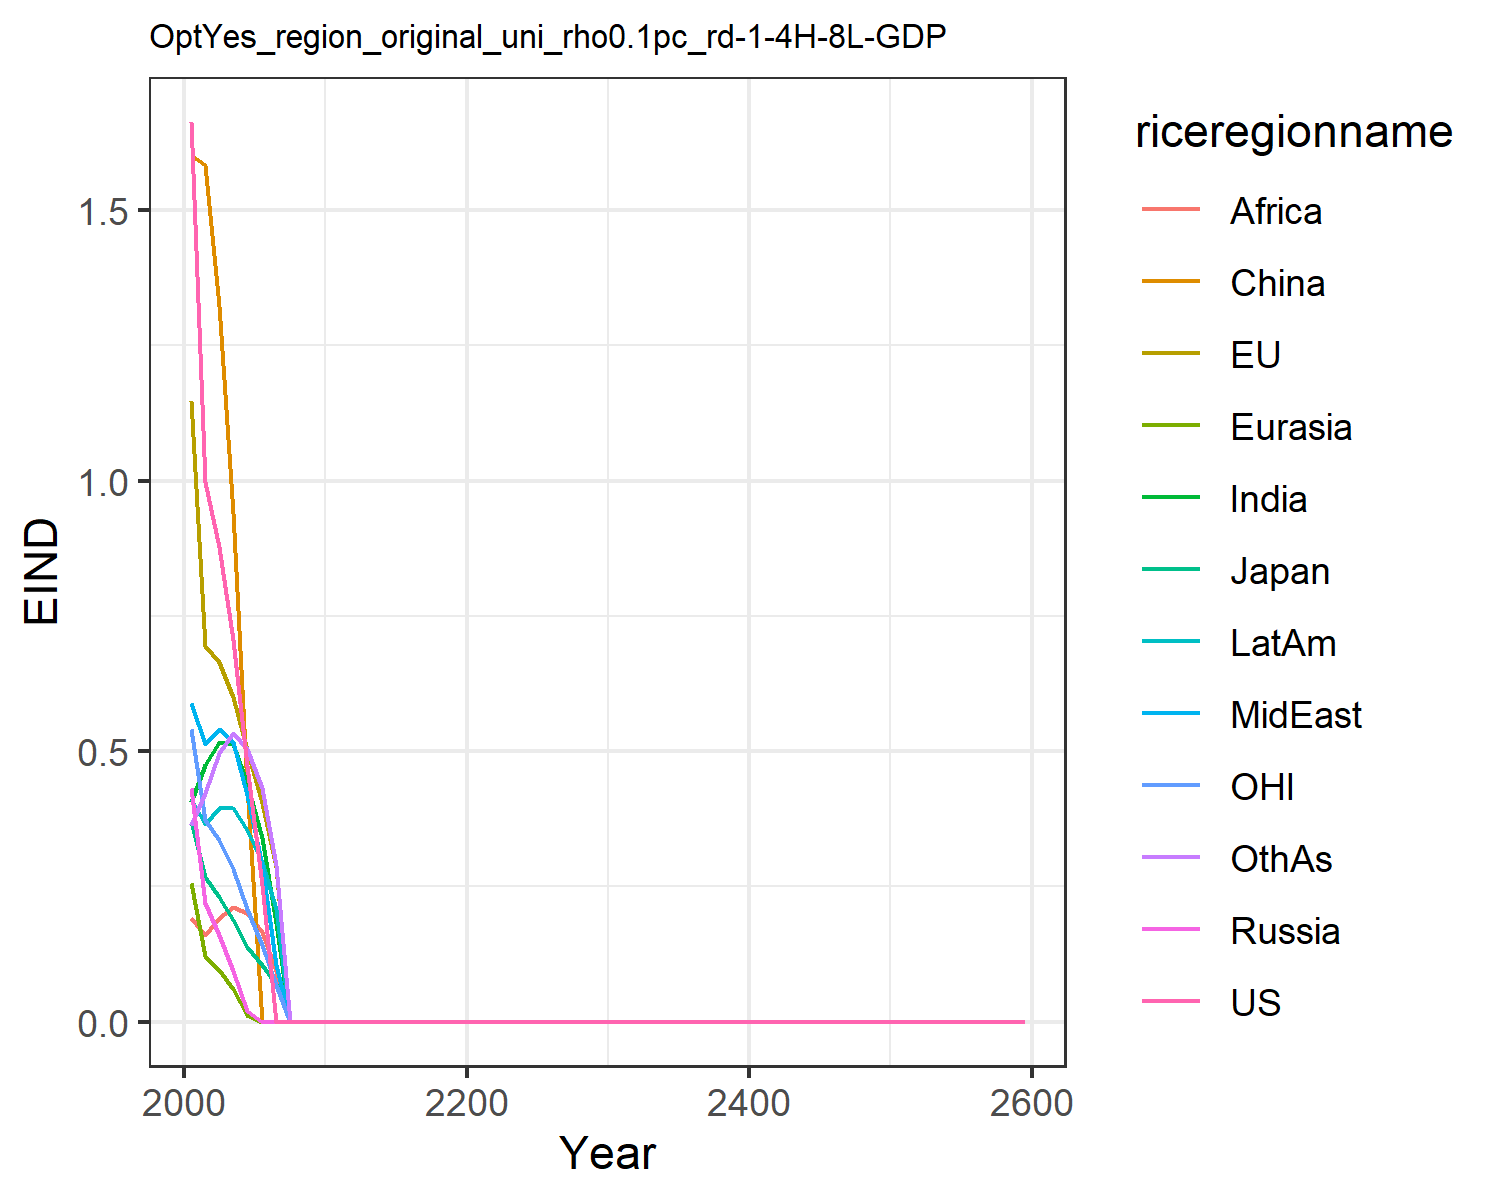 OptYes_region_original_uni_rho0.1pc_rd-1-4H-8L-GDP
EIND
1.5
1.0
0.5
0.0
2000 2200 2400 2600
Year
riceregionname
Africa
China
EU
Eurasia
India
Japan
LatAm
MidEast
OHI
OthAs
Russia
US